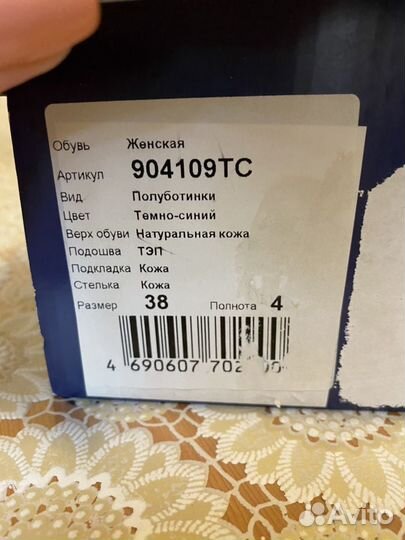 Обувь Женская
Артикул 904109TC
Вид Полуботинки
Цвет Темно-синий
Верх обуви Натуральная кожа
Подошва ТЭП
Подкладка Кожа
Стелька Кожа
Размер 38 Полнота 4
4 690607 702
Avito